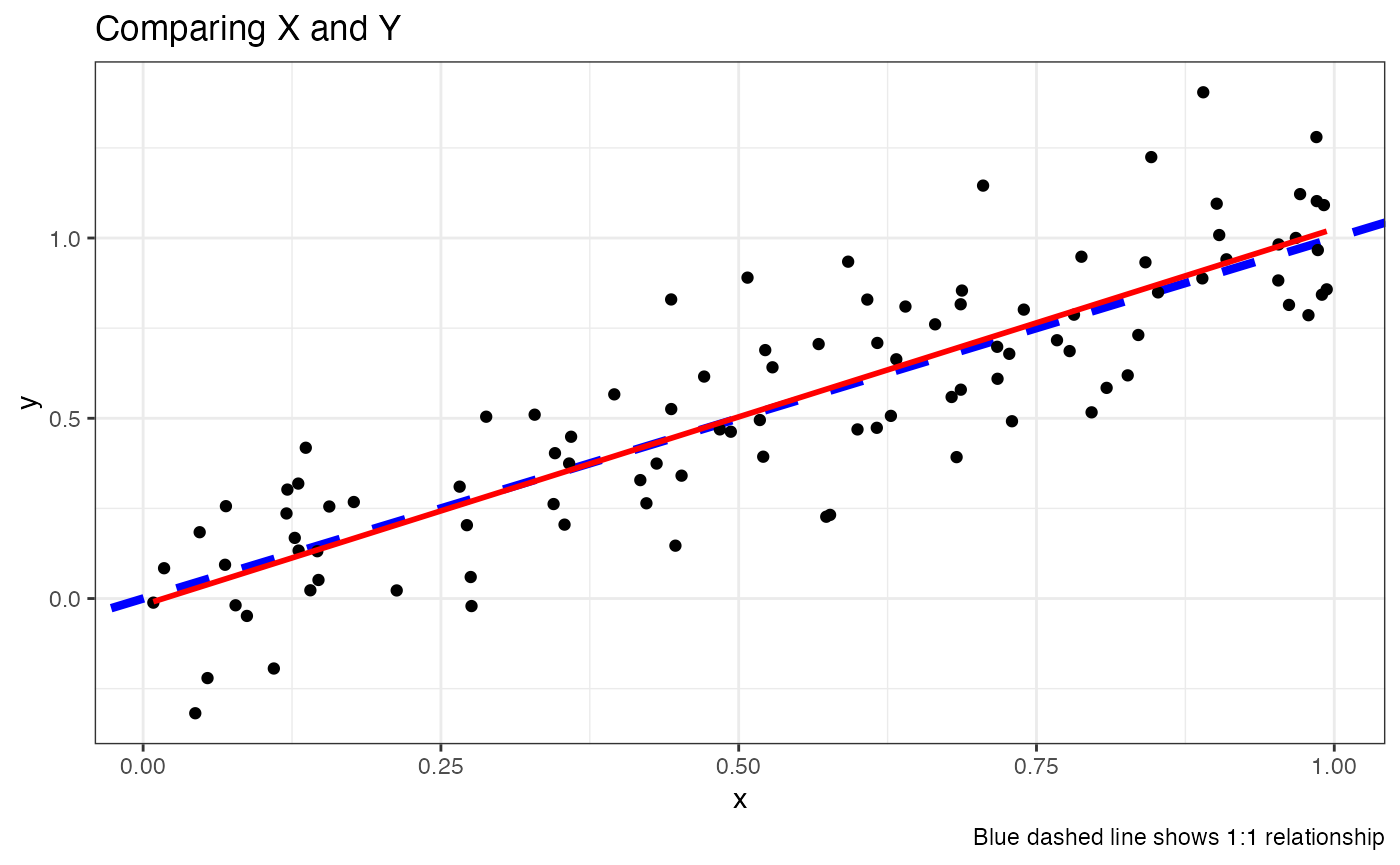 Comparing X and Y
1.0
0.5
0.0
y
0.00 0.25 0.50 0.75 1.00
x
Blue dashed line shows 1:1 relationship